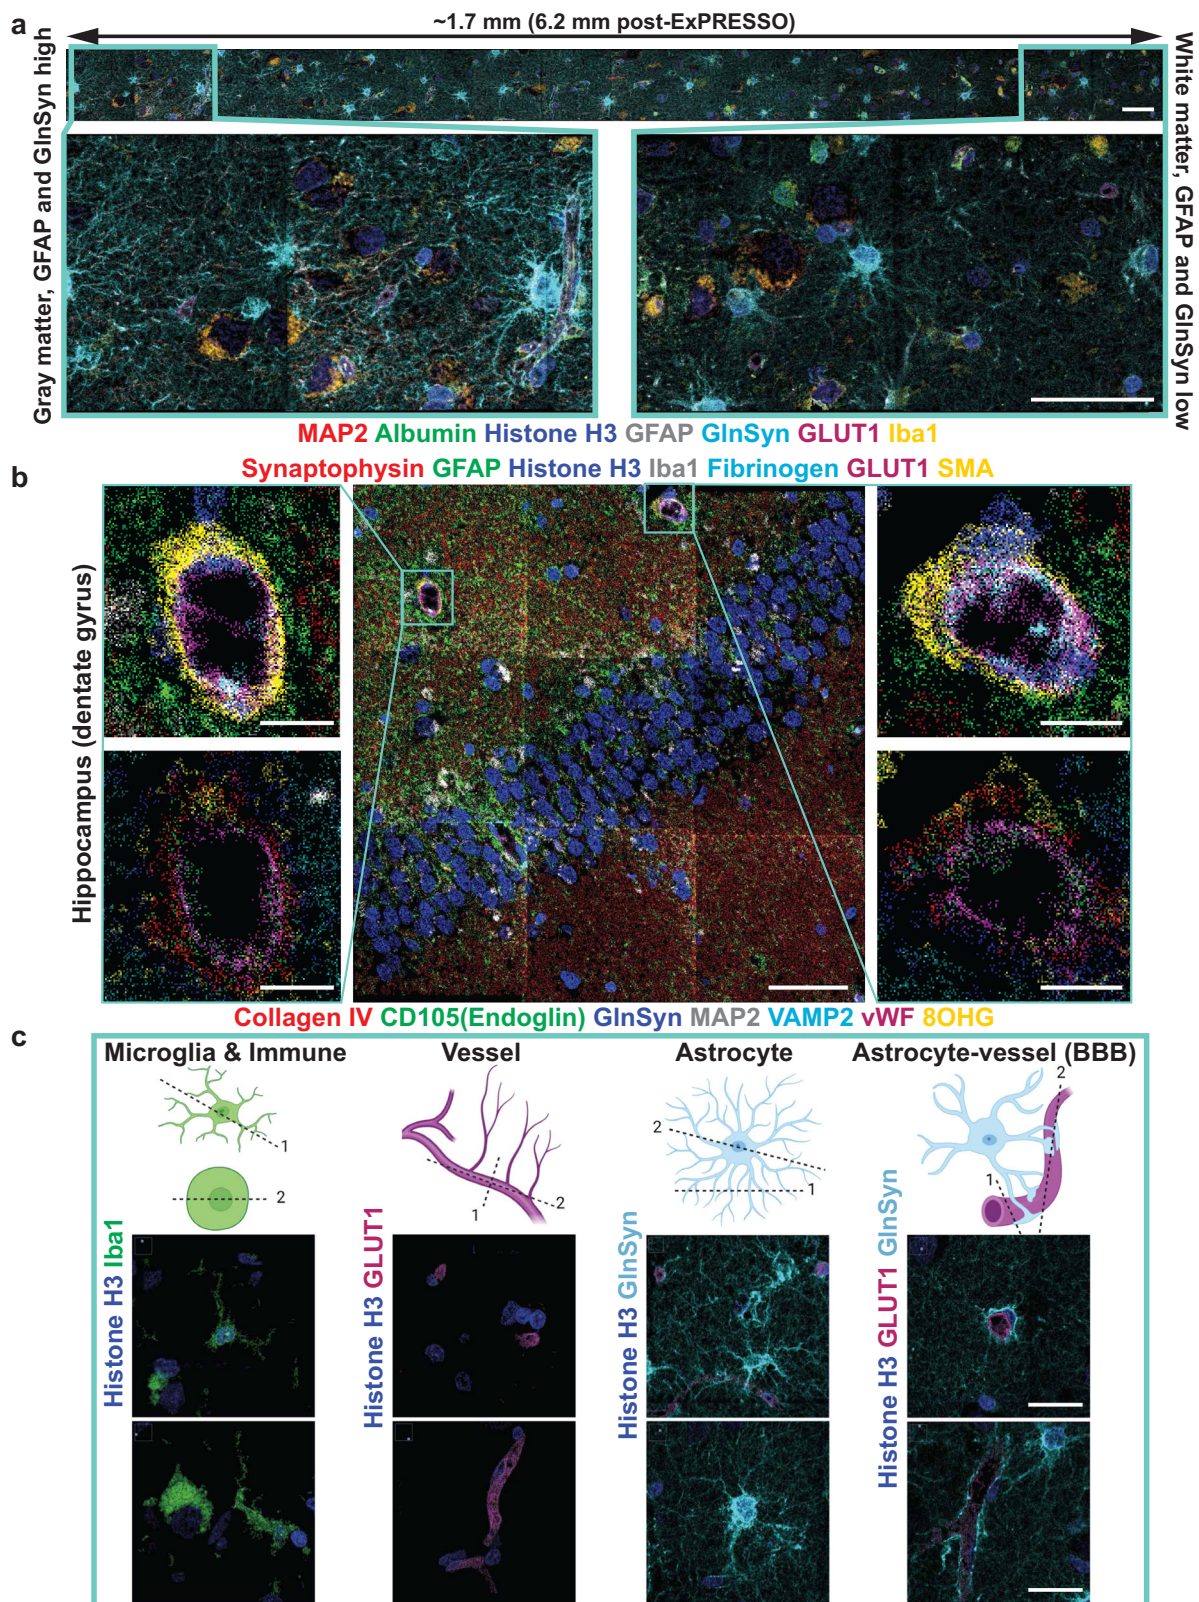 a
~1.7 mm (6.2 mm post-ExPRESSO)
Gray matter, GFAP and GlnSyn high
White matter, GFAP and GlnSyn low
MAP2 Albumin Histone H3 GFAP GlnSyn GLUT1 Iba1
b
Synaptophysin GFAP Histone H3 Iba1 Fibrinogen GLUT1 SMA
Hippocampus (dentate gyrus)
Collagen IV CD105(Endoglin) GlnSyn MAP2 VAMP2 vWF 8OHG
c
Microglia & Immune
Vessel
Astrocyte
Astrocyte-vessel (BBB)
1
2
1
2
2
1
2
1
Histone H3 Iba1
Histone H3 GLUT1
Histone H3 GlnSyn
Histone H3 GLUT1 GlnSyn